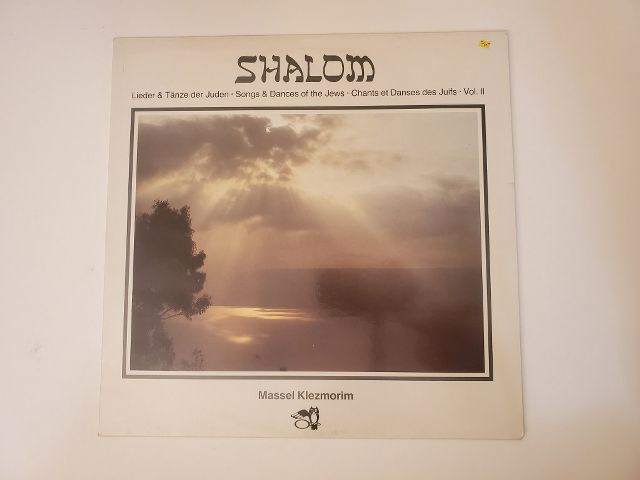 SHALOM
Lieder & Tänze der Juden · Songs & Dances of the Jews · Chants et Danses des Juifs · Vol. II
Massel Klezmorim